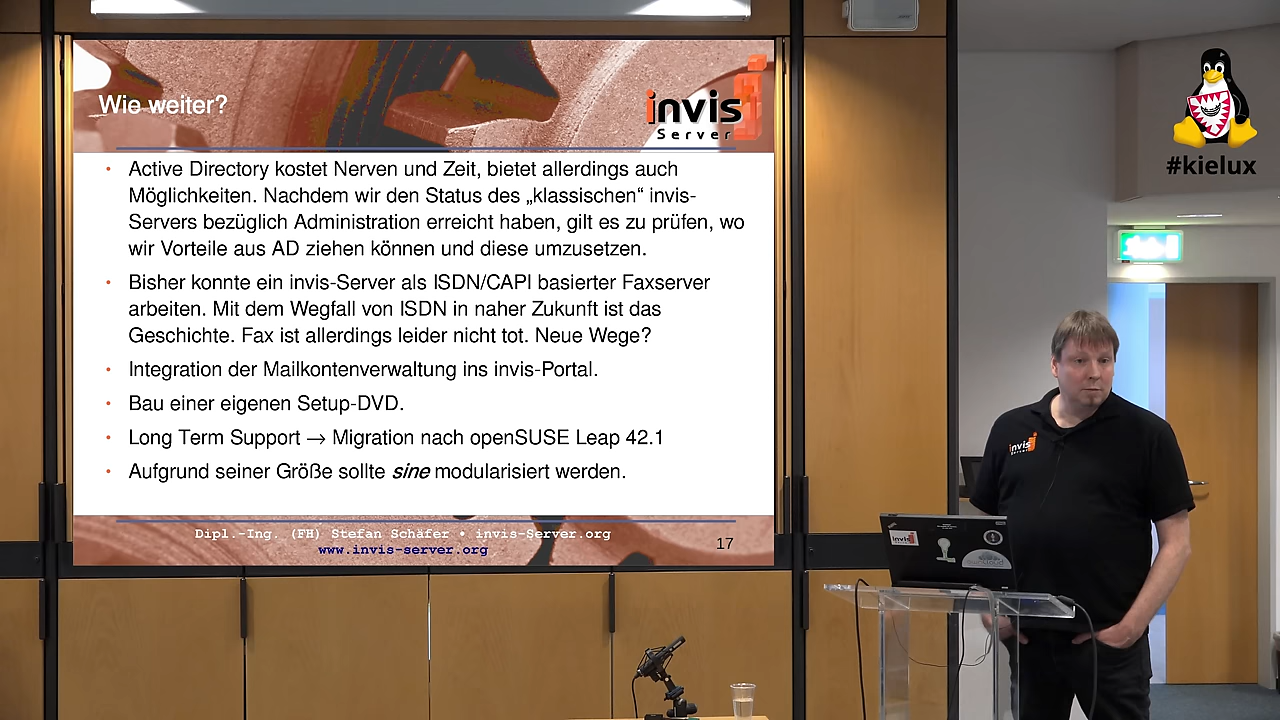 Wie weiter?
invis
Server
• Active Directory kostet Nerven und Zeit, bietet allerdings auch
Möglichkeiten. Nachdem wir den Status des „klassischen“ invis-
Servers bezüglich Administration erreicht haben, gilt es zu prüfen, wo
wir Vorteile aus AD ziehen können und diese umzusetzen.
• Bisher konnte ein invis-Server als ISDN/CAPI basierter Faxserver
arbeiten. Mit dem Wegfall von ISDN in naher Zukunft ist das
Geschichte. Fax ist allerdings leider nicht tot. Neue Wege?
• Integration der Mailkontenverwaltung ins invis-Portal.
• Bau einer eigenen Setup-DVD.
• Long Term Support → Migration nach openSUSE Leap 42.1
• Aufgrund seiner Größe sollte sine modularisiert werden.
Dipl.-Ing. (FH) Stefan Schäfer • invis-Server.org
www.invis-server.org
17
#kielux
invis
Server
invis